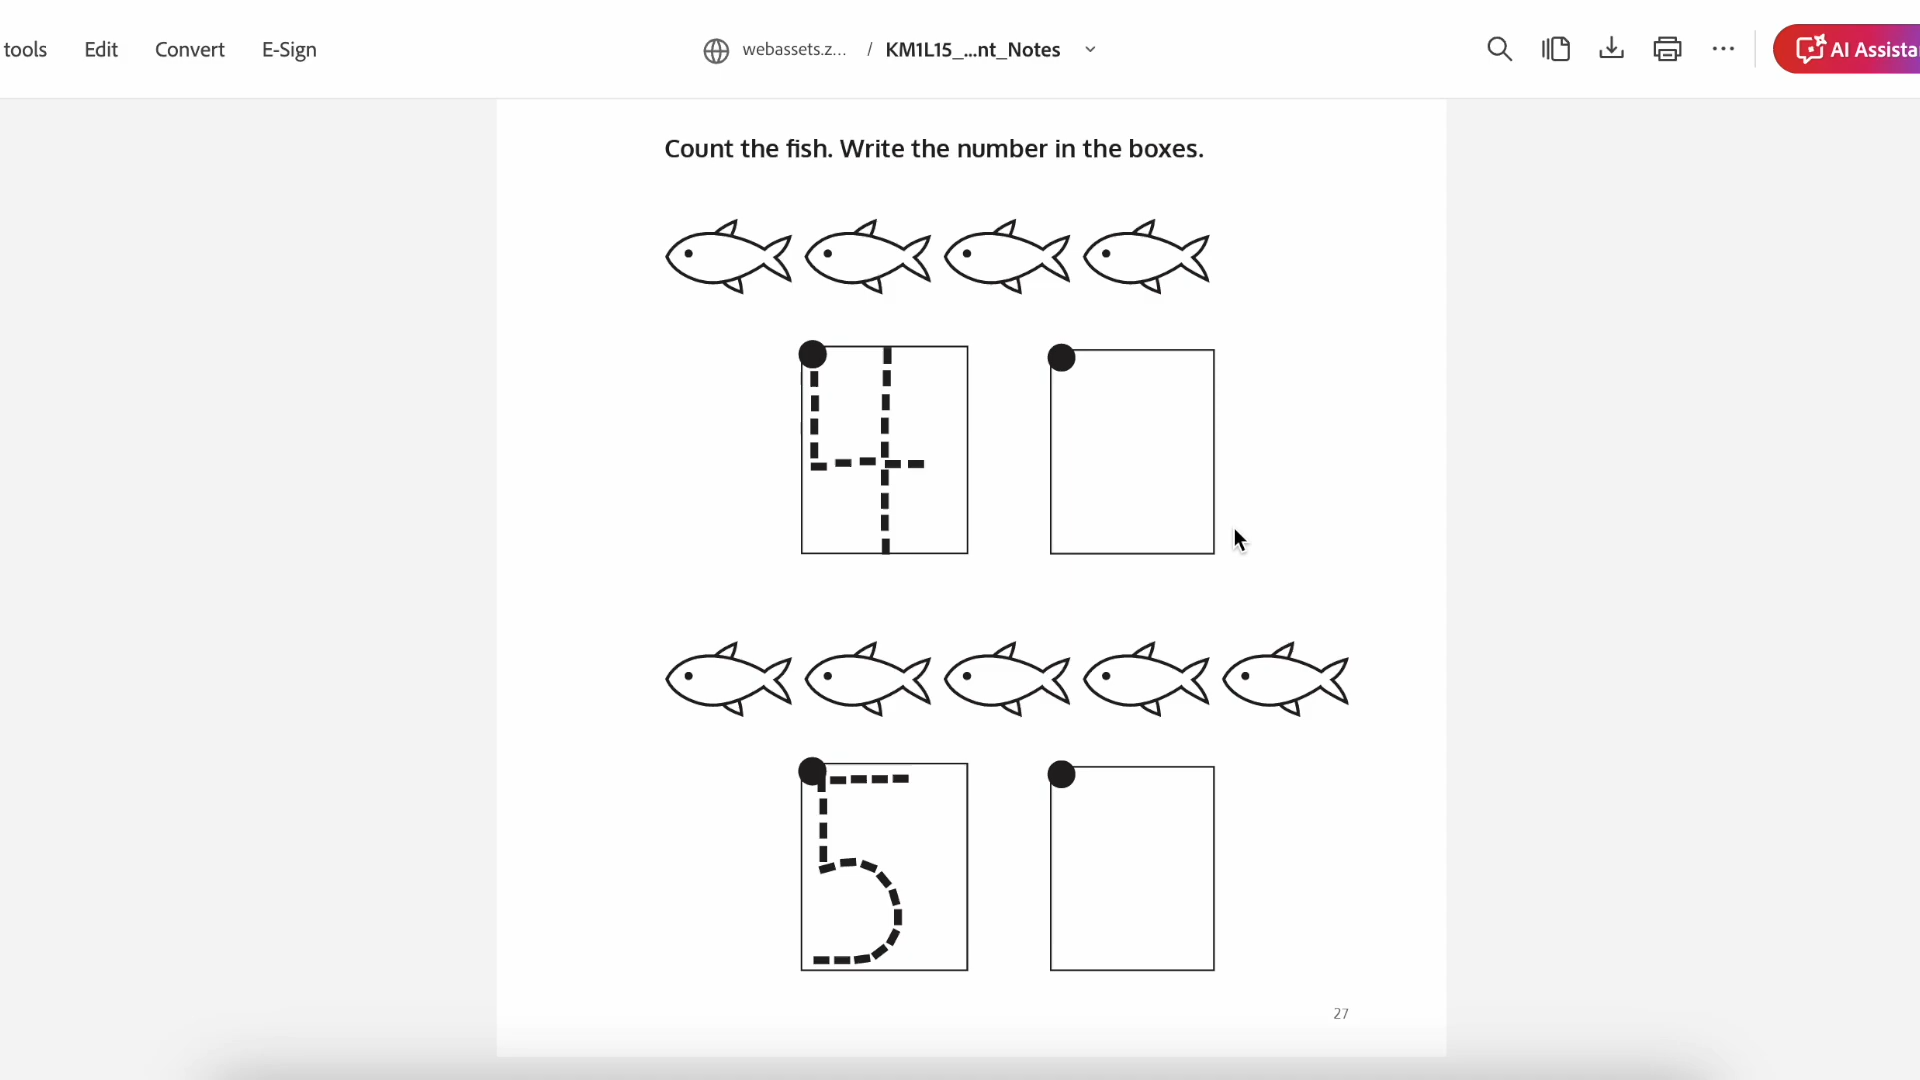 tools Edit Convert E-Sign webassets.z... / KM1L15_...nt_Notes AI Assista
Count the fish. Write the number in the boxes.
4
5
27